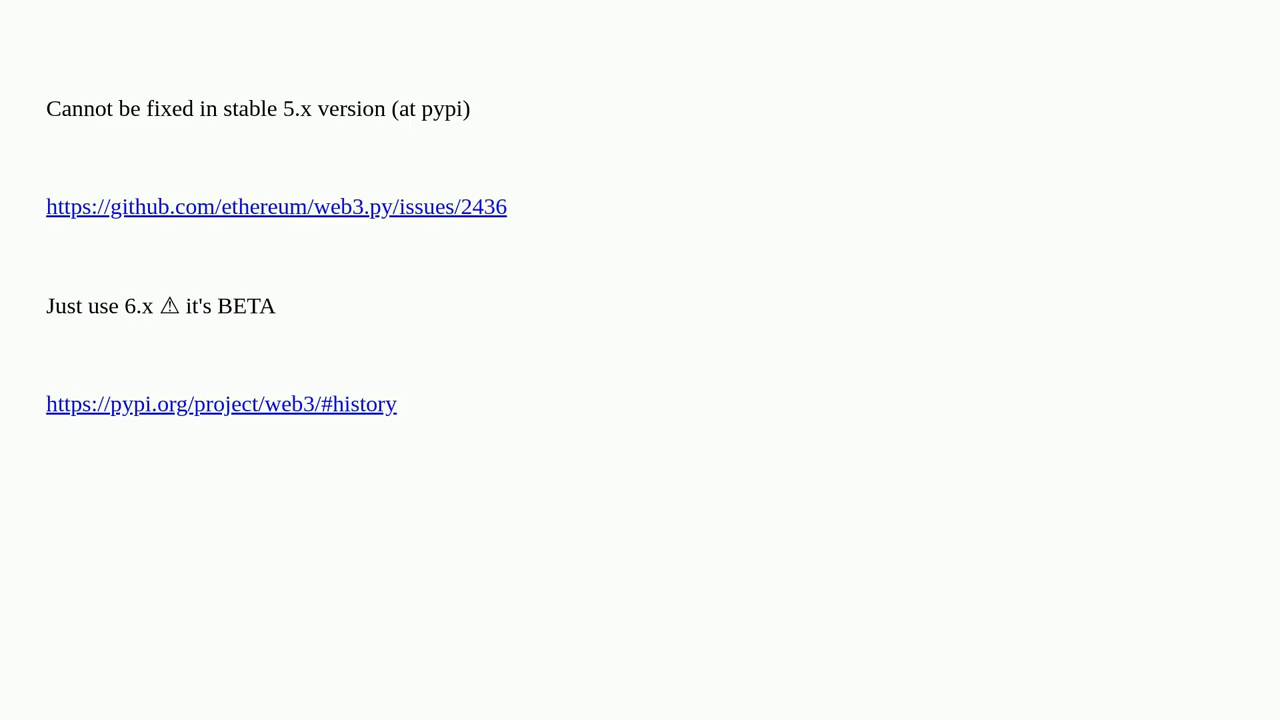 Cannot be fixed in stable 5.x version (at pypi)
https://github.com/ethereum/web3.py/issues/2436
Just use 6.x ⚠ it's BETA
https://pypi.org/project/web3/#history